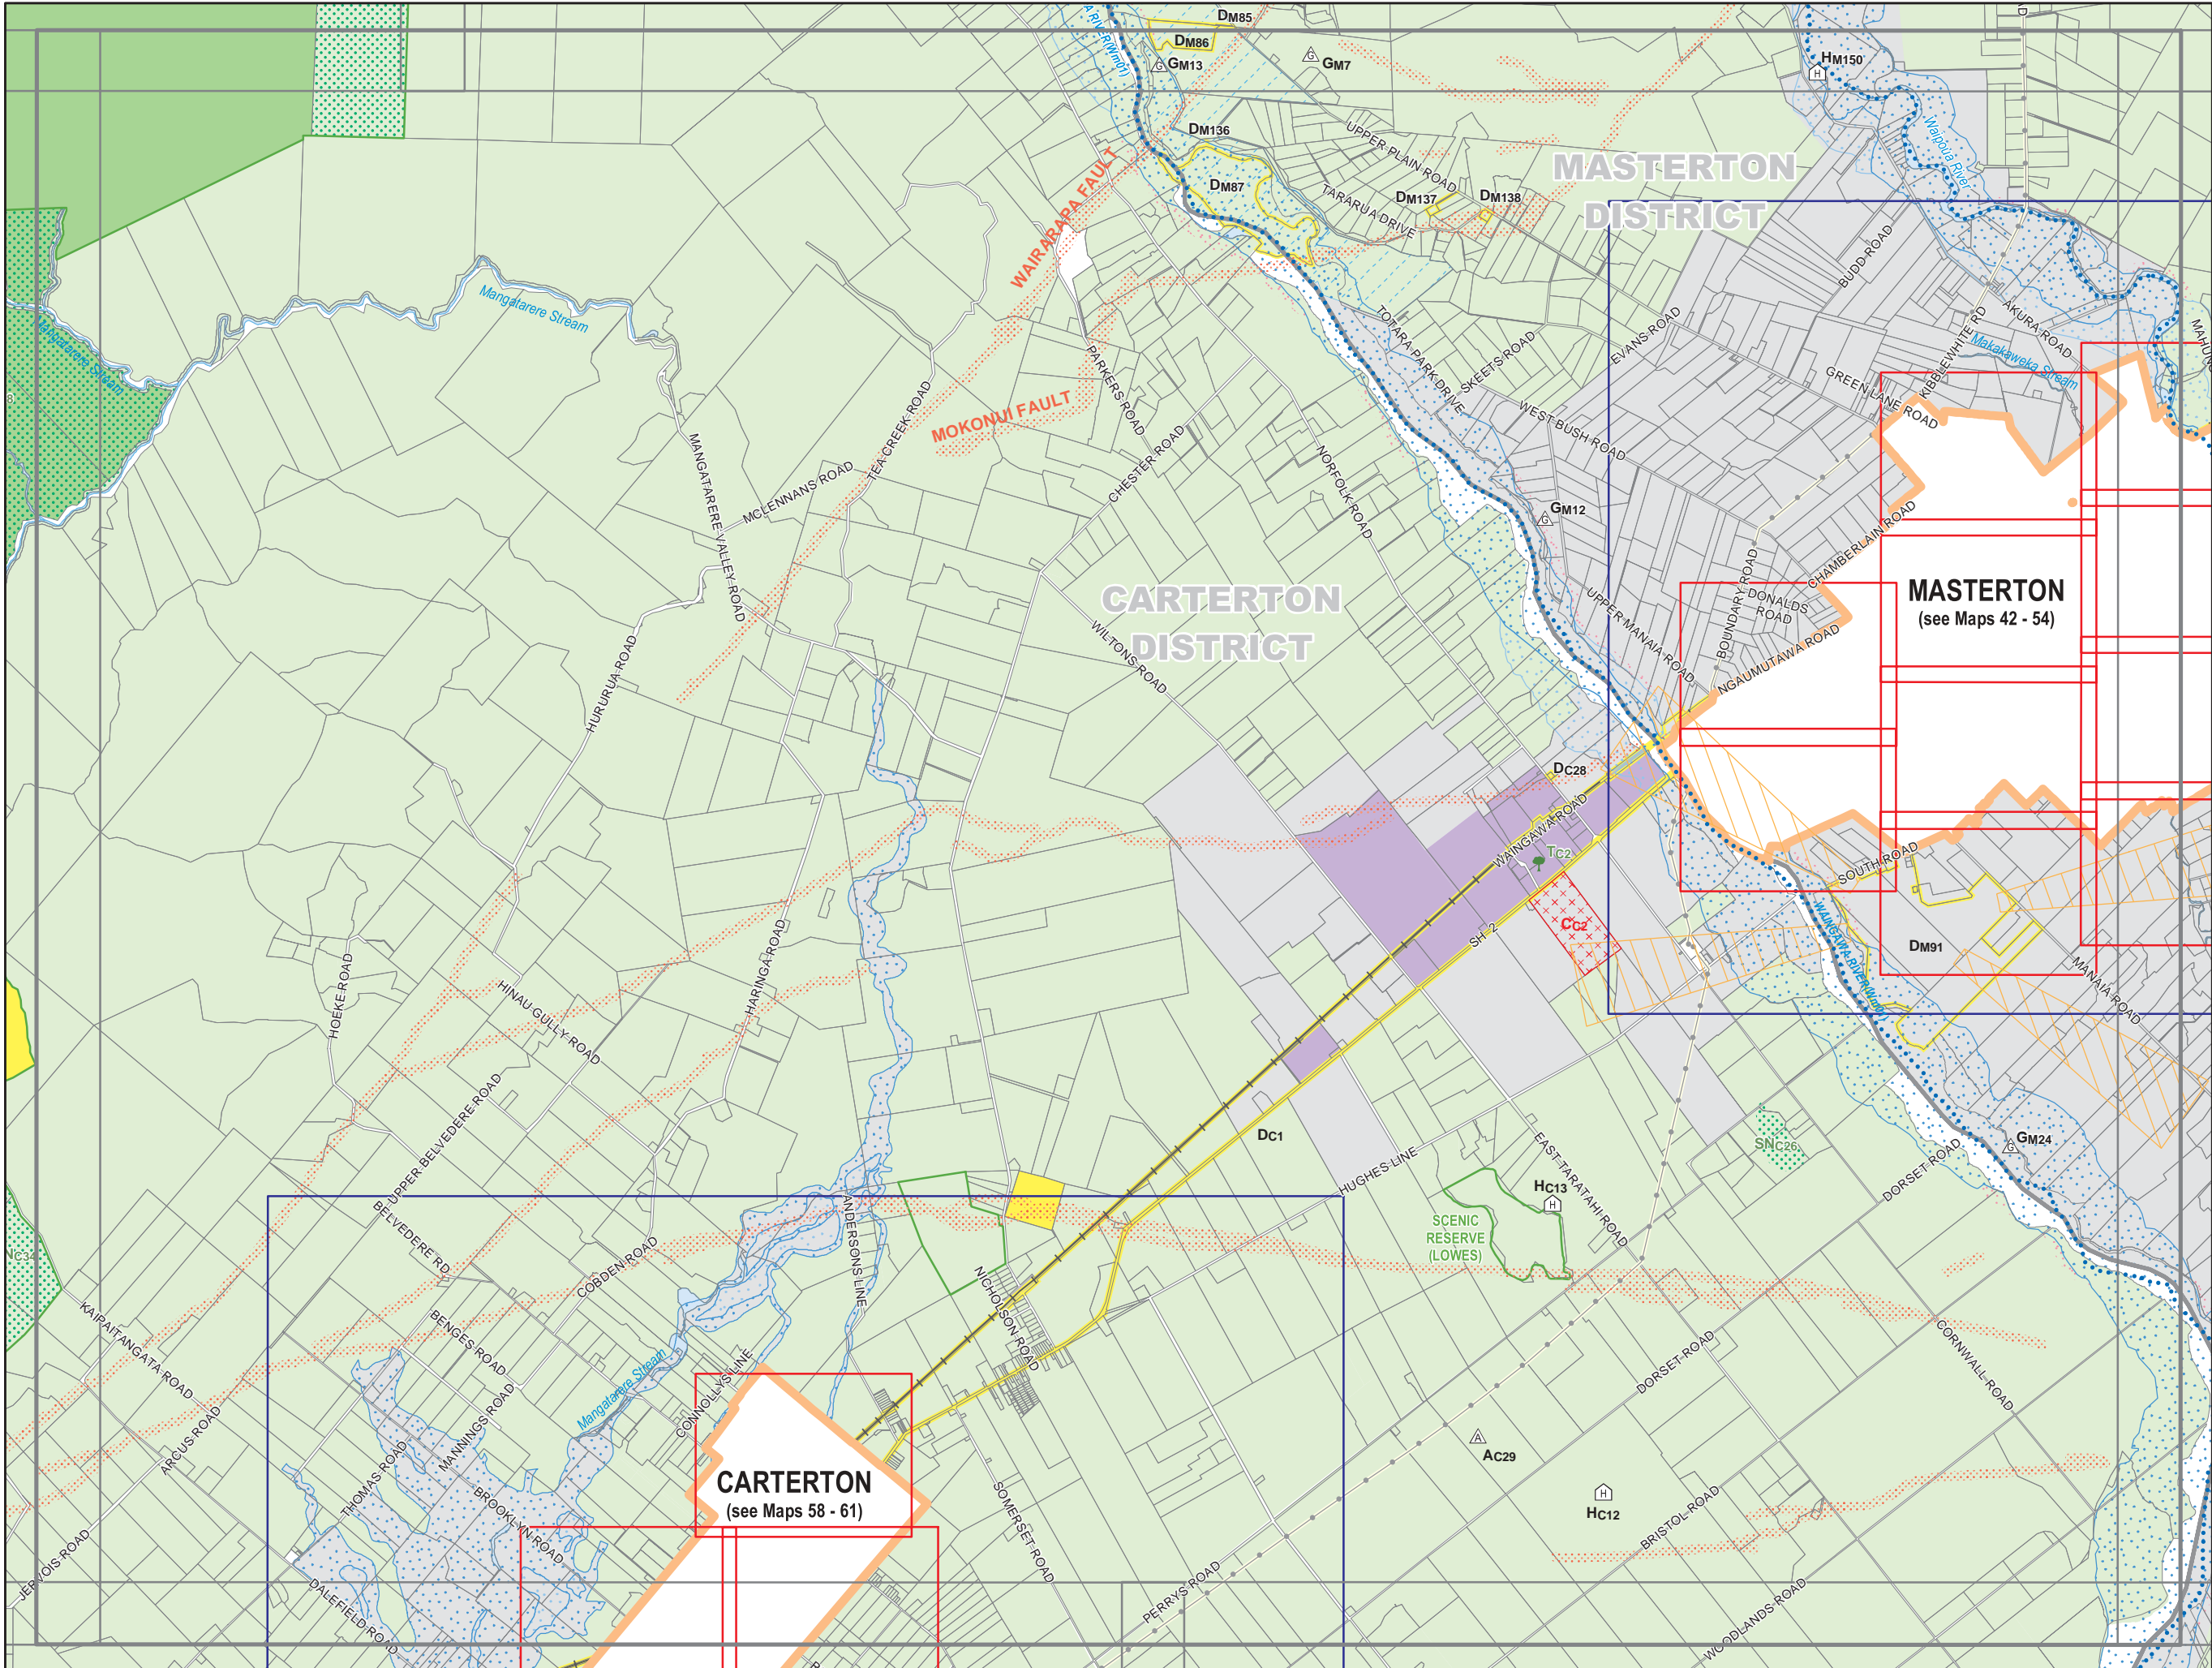 DM85
DM86
A RIVER(Wm01)
GM13
GM7
HM150
DM136
UPPER PLAIN ROAD
Waipoua River
MASTERTON
DISTRICT
WAIRARAPA FAULT
DM87
TARARUA DRIVE
DM137
DM138
BUDD ROAD
Mangatarere Stream
Mangatarere Stream
8
PARKERS ROAD
TOTARA PARK DRIVE
SKEETS ROAD
EVANS ROAD
KIBBLEWHITE RD
AKURA ROAD
Makakaweka Stream
GREEN LANE ROAD
MOKONUI FAULT
TEA CREEK ROAD
CHESTER ROAD
WEST BUSH ROAD
MANGATARERE VALLEY ROAD
MCLENNANS ROAD
NORFOLK ROAD
GM12
CHAMBERLAIN ROAD
BOUNDARY ROAD
DONALDS
ROAD
MASTERTON
(see Maps 42 - 54)
CARTERTON
DISTRICT
UPPER MANAIA ROAD
NGAUMUTAWA ROAD
WILTONS ROAD
HURURUA ROAD
DC28
WAINGAWA ROAD
TC2
SOUTH ROAD
CC2
SH 2
WAINGAWA RIVER(Wm01)
DM91
MANAIA ROAD
HOEKE ROAD
HINAU GULLY ROAD
HARINGA ROAD
UPPER BELVEDERE ROAD
DC1
EAST TARATAHI ROAD
SNC26
GM24
HUGHES LINE
DORSET ROAD
HC13
SCENIC
RESERVE
(LOWES)
BELVEDERE RD
COBDEN ROAD
ANDERSONS LINE
NC34
KAIPAITANGATA ROAD
BENGES ROAD
NICHOLSON ROAD
CORNWALL ROAD
DORSET ROAD
Mangatarere Stream
CONNOLLYS LINE
ARCUS ROAD
MANNINGS ROAD
THOMAS ROAD
BROOKLYN ROAD
CARTERTON
(see Maps 58 - 61)
SOMERSET ROAD
AC29
HC12
BRISTOL ROAD
JERVOIS ROAD
DALEFIELD ROAD
PERRYS ROAD
WOODLANDS ROAD